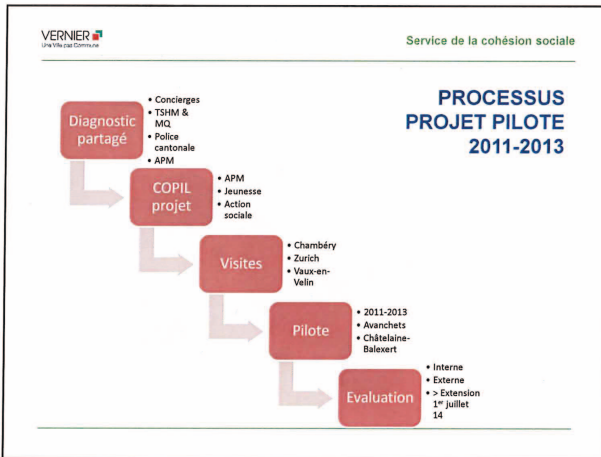 VERNIER
Une Ville pas Commune
Service de la cohésion sociale
PROCESSUS
PROJET PILOTE
2011-2013
Diagnostic
partagé
• Concierges
• TSHM &
MQ
• Police
cantonale
• APM
COPIL
projet
• APM
• Jeunesse
• Action
sociale
Visites
• Chambéry
• Zurich
• Vaux-en-
Velin
Pilote
• 2011-2013
• Avanchets
• Châtelaine-
Balexert
Evaluation
• Interne
• Externe
• > Extension
1er juillet
14